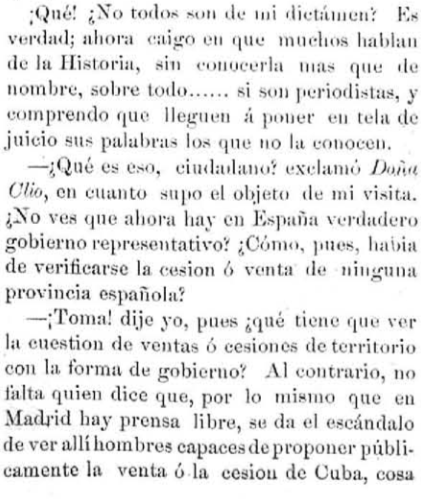 ¡Qué! ¿No todos son de mi dictámen? Es
verdad; ahora caigo en que muchos hablan
de la Historia, sin conocerla mas que de
nombre, sobre todo...... si son periodistas, y
comprendo que lleguen á poner en tela de
juicio sus palabras los que no la conocen.
—¿Qué es eso, ciudadano? exclamó Doña
Clio, en cuanto supo el objeto de mi visita.
¿No ves que ahora hay en España verdadero
gobierno representativo? ¿Cómo, pues, habia
de verificarse la cesion ó venta de ninguna
provincia española?
—¡Toma! dije yo, pues ¿qué tiene que ver
la cuestion de ventas ó cesiones de territorio
con la forma de gobierno? Al contrario, no
falta quien dice que, por lo mismo que en
Madrid hay prensa libre, se da el escándalo
de ver allí hombres capaces de proponer públi-
camente la venta ó la cesion de Cuba, cosa